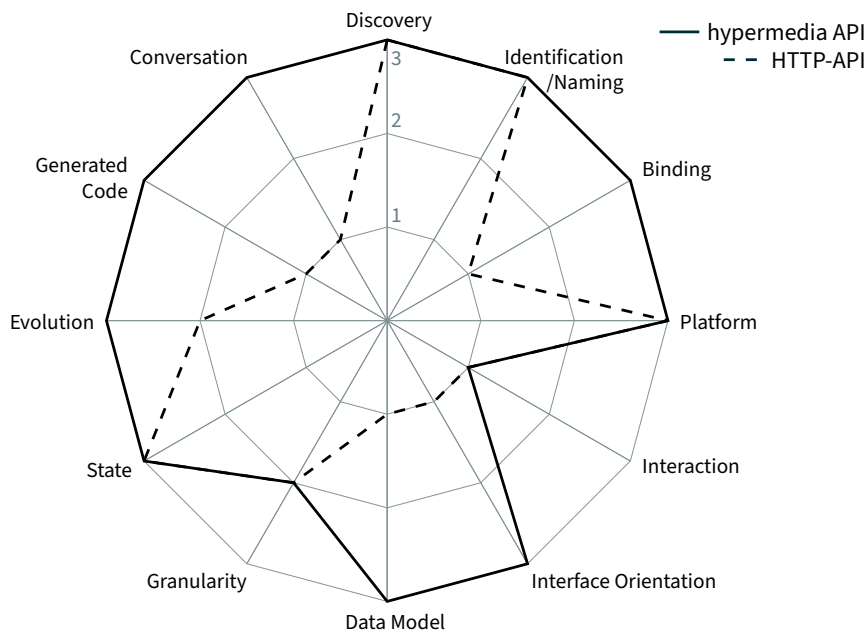 Discovery
hypermedia API
HTTP-API
Conversation
Identification
/Naming
3
2
1
Generated
Code
Binding
Evolution
Platform
State
Interaction
Granularity
Interface Orientation
Data Model